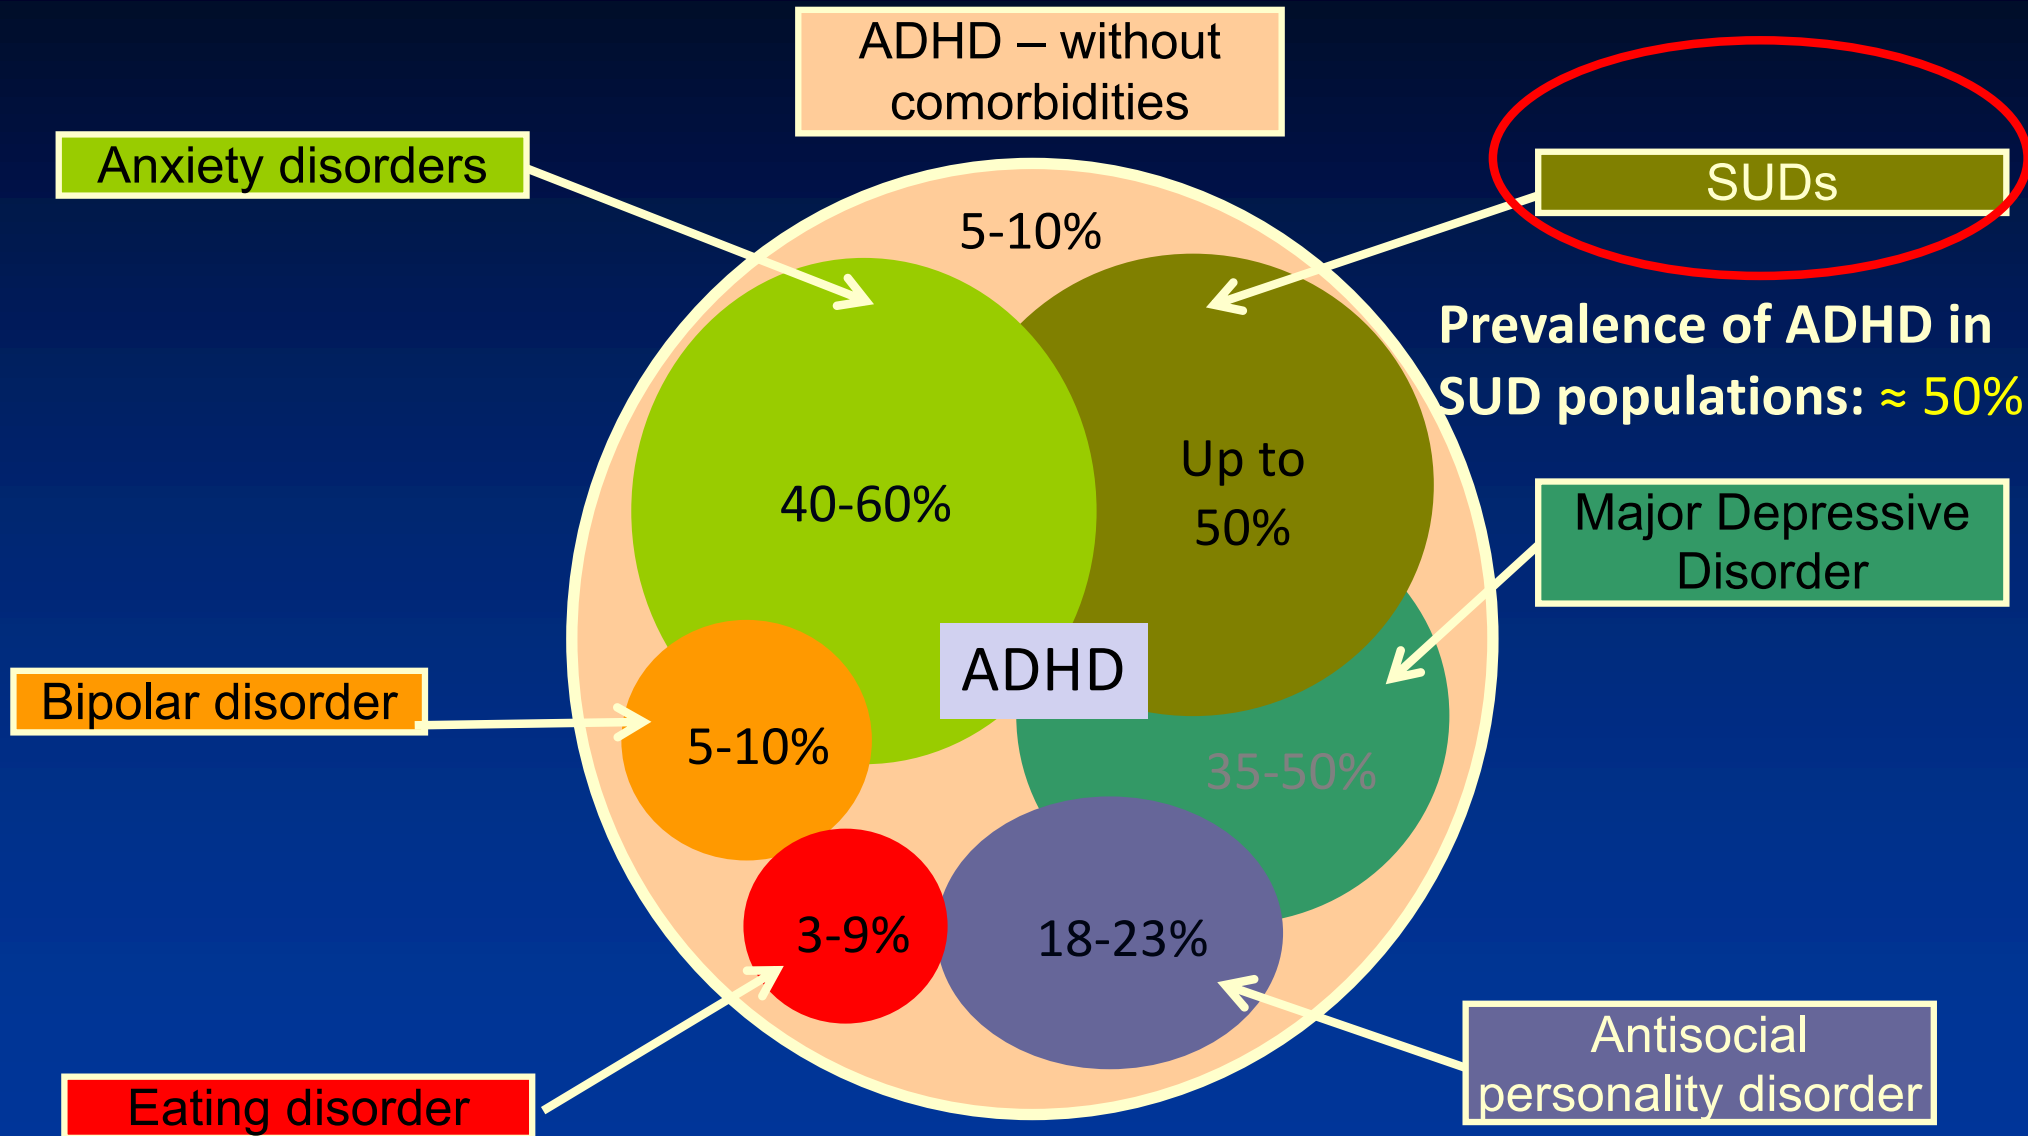 ADHD – without
comorbidities
Anxiety disorders
SUDs
5-10%
Prevalence of ADHD in
SUD populations: ≈ 50%
Up to
50%
40-60%
Major Depressive
Disorder
ADHD
Bipolar disorder
5-10%
35-50%
3-9%
18-23%
Antisocial
personality disorder
Eating disorder